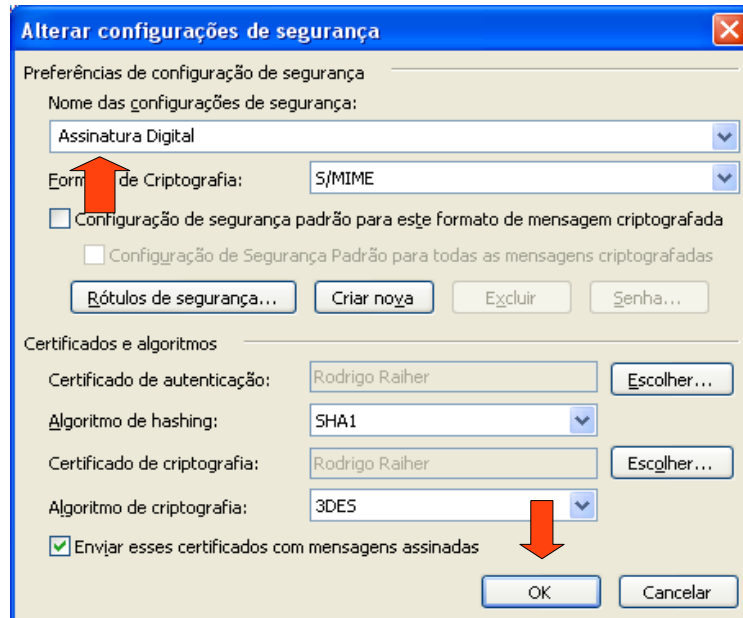 Alterar configurações de segurança
Preferências de configuração de segurança
Nome das configurações de segurança:
Assinatura Digital
de Criptografia: S/MIME
Configuração de segurança padrão para este formato de mensagem criptografada
Configuração de Segurança Padrão para todas as mensagens criptografadas
Rótulos de segurança... Criar nova Excluir Senha...
Certificados e algoritmos
Certificado de autenticação: Rodrigo Raiher Escolher...
Algoritmo de hashing: SHA1
Certificado de criptografia: Rodrigo Raiher Escolher...
Algoritmo de criptografia: 3DES
Enviar esses certificados com mensagens assinadas
OK Cancelar